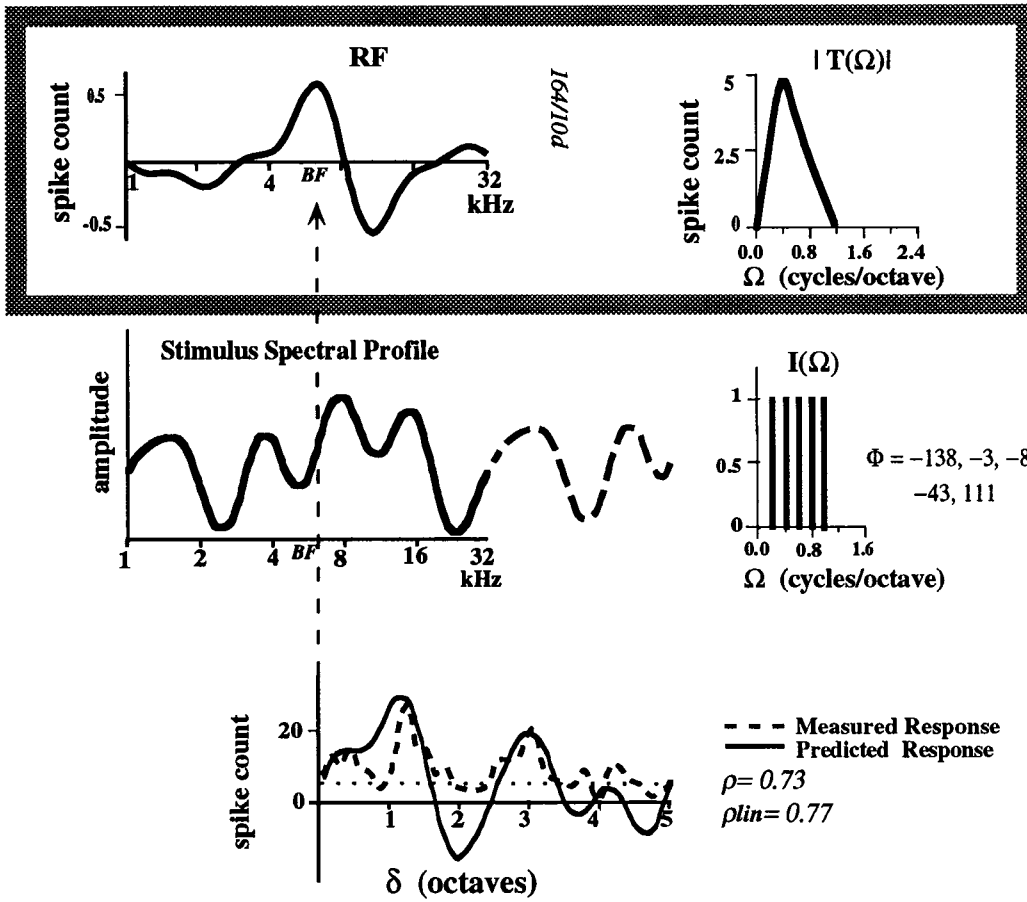 RF
spike count
0.5
-0.5
1
4
BF
32
kHz
164/10d
| T(Ω)|
spike count
5
2.5
0
0.0 0.8 1.6 2.4
Ω (cycles/octave)
Stimulus Spectral Profile
amplitude
1 2 4 BF 8 16 32
kHz
I(Ω)
1
0.5
0
0.0 0.8 1.6
Ω (cycles/octave)
Φ = −138, −3, −8
−43, 111
spike count
20
0
1 2 3 4 5
δ (octaves)
Measured Response
Predicted Response
ρ= 0.73
ρlin= 0.77